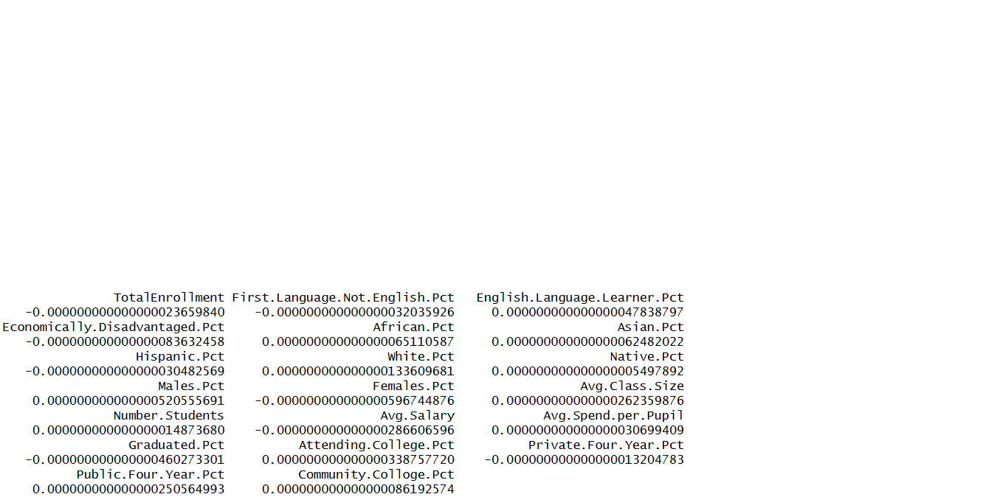 TotalEnrollment First.Language.Not.English.Pct English.Language.Learner.Pct
-0.000000000000000023659840 -0.000000000000000032035926 0.000000000000000047838797
Economically.Disadvantaged.Pct African.Pct Asian.Pct
-0.000000000000000083632458 0.000000000000000065110587 0.000000000000000062482022
Hispanic.Pct White.Pct Native.Pct
-0.000000000000000030482569 0.000000000000000133609681 0.000000000000000005497892
Males.Pct Females.Pct Avg.Class.Size
0.000000000000000520555691 -0.000000000000000596744876 0.000000000000000262359876
Number.Students Avg.Salary Avg.Spend.per.Pupil
0.000000000000000014873680 -0.000000000000000286606596 0.000000000000000030699409
Graduated.Pct Attending.College.Pct Private.Four.Year.Pct
-0.000000000000000460273301 0.000000000000000338757720 -0.000000000000000013204783
Public.Four.Year.Pct Community.Colloge.Pct
0.000000000000000250564993 0.000000000000000086192574